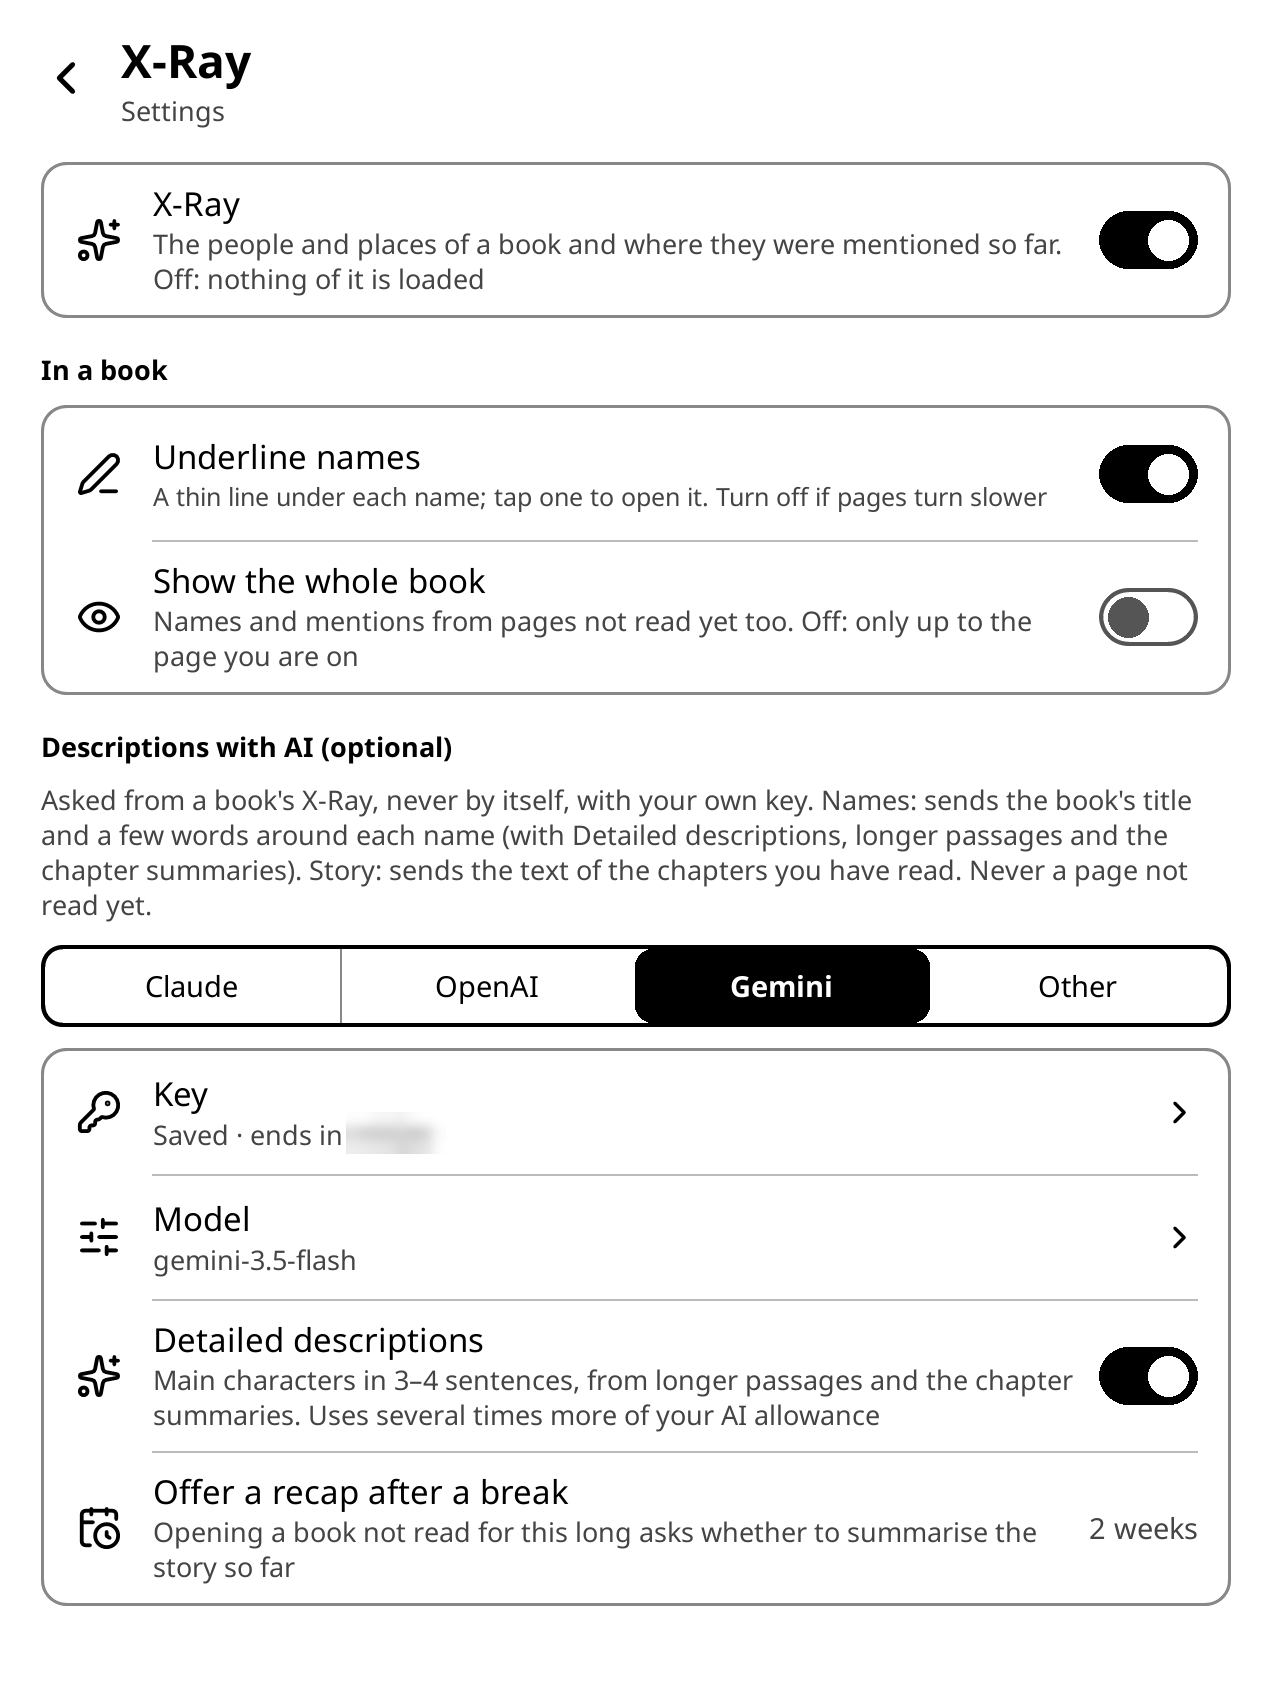 X-Ray
Settings
X-Ray
The people and places of a book and where they were mentioned so far.
Off: nothing of it is loaded
In a book
Underline names
A thin line under each name; tap one to open it. Turn off if pages turn slower
Show the whole book
Names and mentions from pages not read yet too. Off: only up to the
page you are on
Descriptions with AI (optional)
Asked from a book's X-Ray, never by itself, with your own key. Names: sends the book's title
and a few words around each name (with Detailed descriptions, longer passages and the
chapter summaries). Story: sends the text of the chapters you have read. Never a page not
read yet.
Claude
OpenAI
Gemini
Other
Key
Saved · ends in
Model
gemini-3.5-flash
Detailed descriptions
Main characters in 3–4 sentences, from longer passages and the chapter
summaries. Uses several times more of your AI allowance
Offer a recap after a break
Opening a book not read for this long asks whether to summarise the
story so far
2 weeks